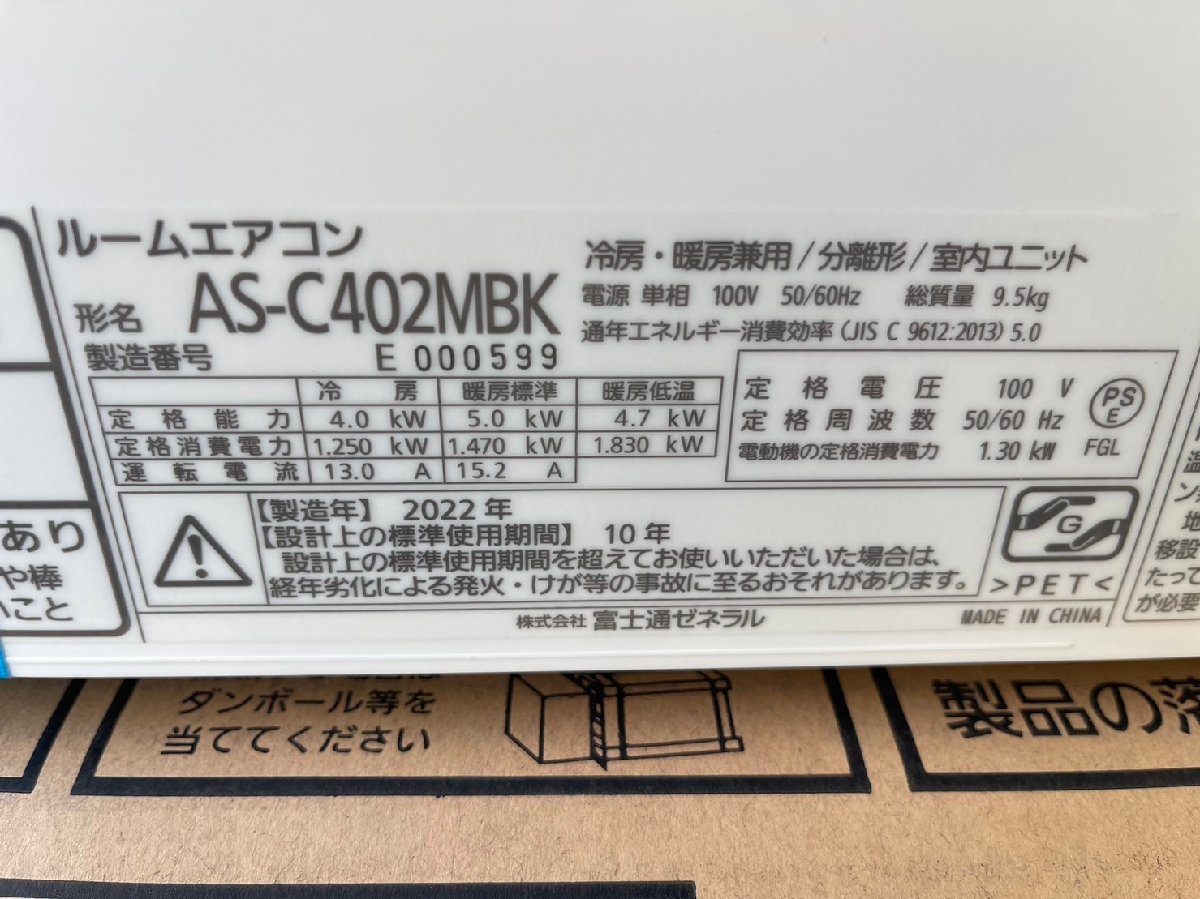 ルームエアコン
形名 AS-C402MBK
製造番号 E 000599
冷房・暖房兼用/分離形/室内ユニット
電源 単相 100V 50/60Hz 総質量 9.5kg
通年エネルギー消費効率 (JIS C 9612:2013) 5.0
冷房 暖房標準 暖房低温
定格能力 4.0 kW 5.0 kW 4.7 kW
定格消費電力 1.250 kW 1.470 kW 1.830 kW
運転電流 13.0 A 15.2 A
定格電圧 100 V
定格周波数 50/60 Hz
電動機の定格消費電力 1.30 kW
PS
E
FGL
【製造年】 2022 年
【設計上の標準使用期間】 10 年
設計上の標準使用期間を超えてお使いいただいた場合は、
経年劣化による発火・けが等の事故に至るおそれがあります。
G
>PET<
株式会社 富士通ゼネラル
MADE IN CHINA
あり
や棒
いこと
温
ン
地
移設
たって
が必要
ダンボール等を
当ててください
製品の落